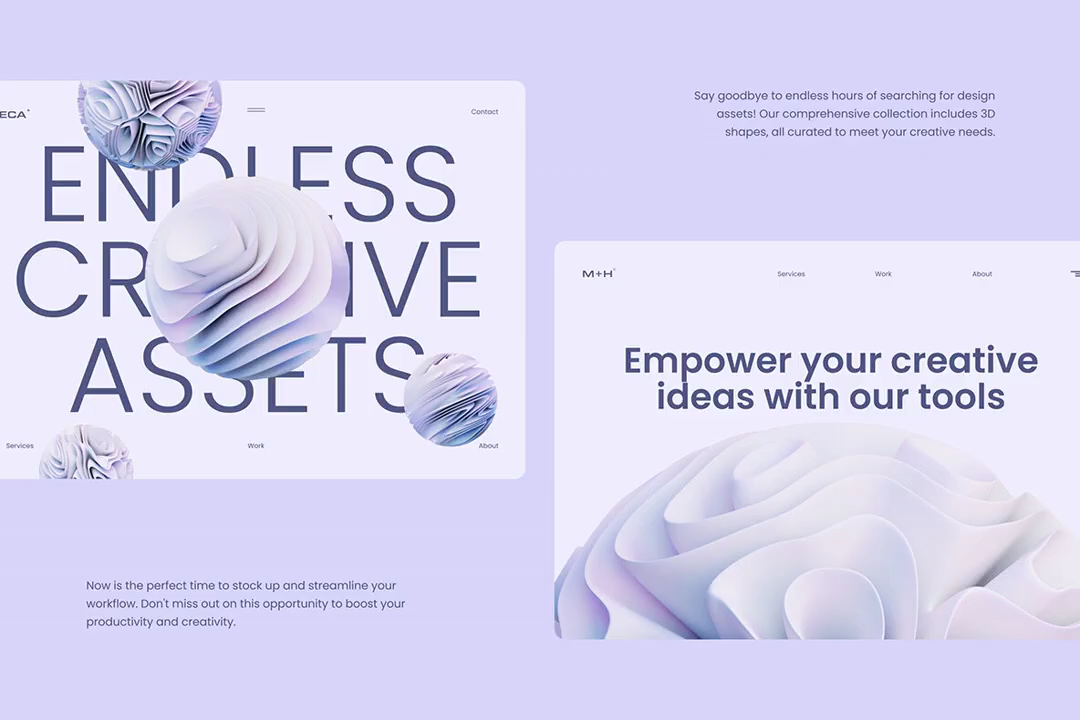 ECA
Contact
ENDLESS
CREATIVE
ASSETS
Services
Work
About
Say goodbye to endless hours of searching for design
assets! Our comprehensive collection includes 3D
shapes, all curated to meet your creative needs.
M+H
Services
Work
About
Empower your creative
ideas with our tools
Now is the perfect time to stock up and streamline your
workflow. Don't miss out on this opportunity to boost your
productivity and creativity.